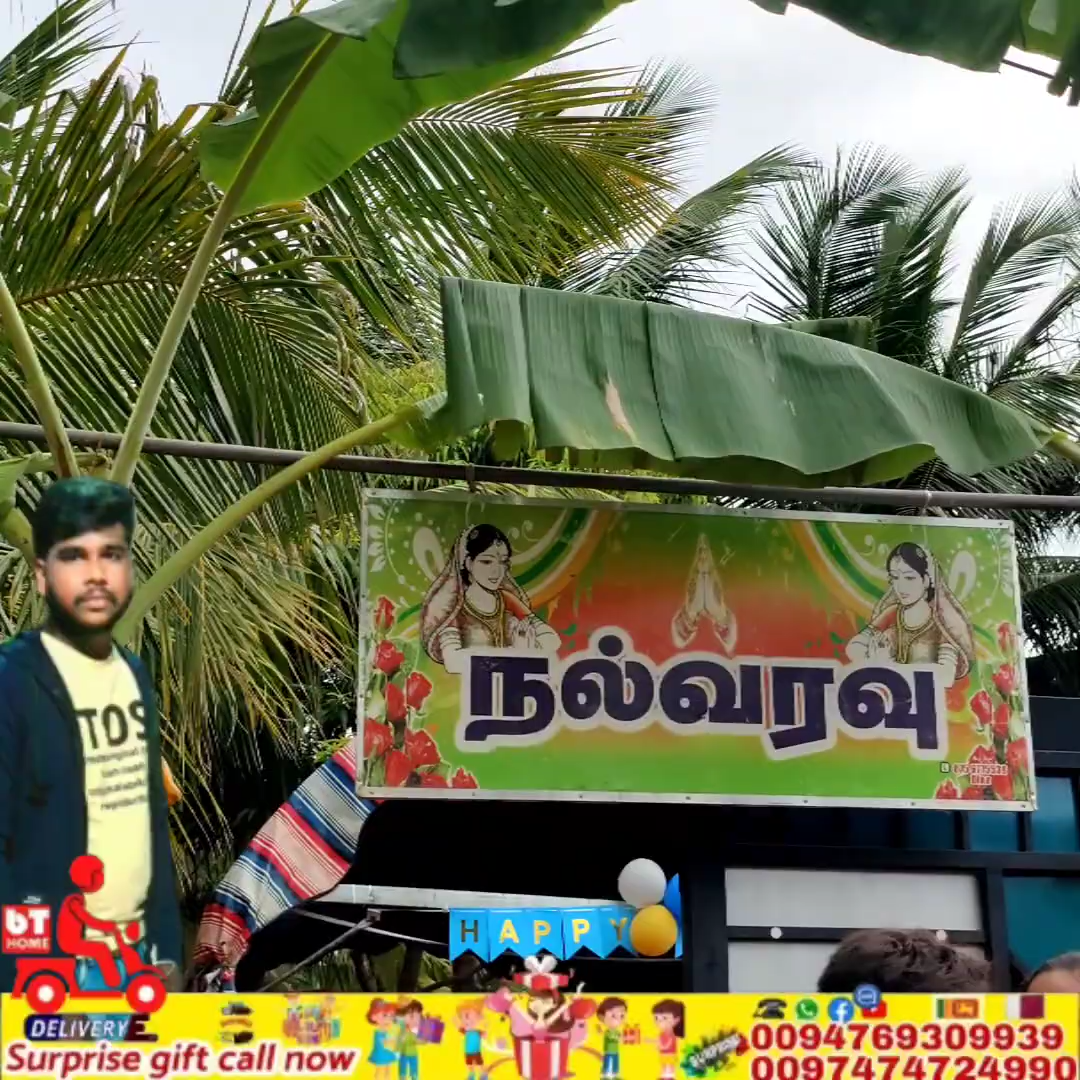 நல்வரவு
TOS
HAPPY
bT
HOME
DELIVERY
Surprise gift call now
0094769309939
0097474724990